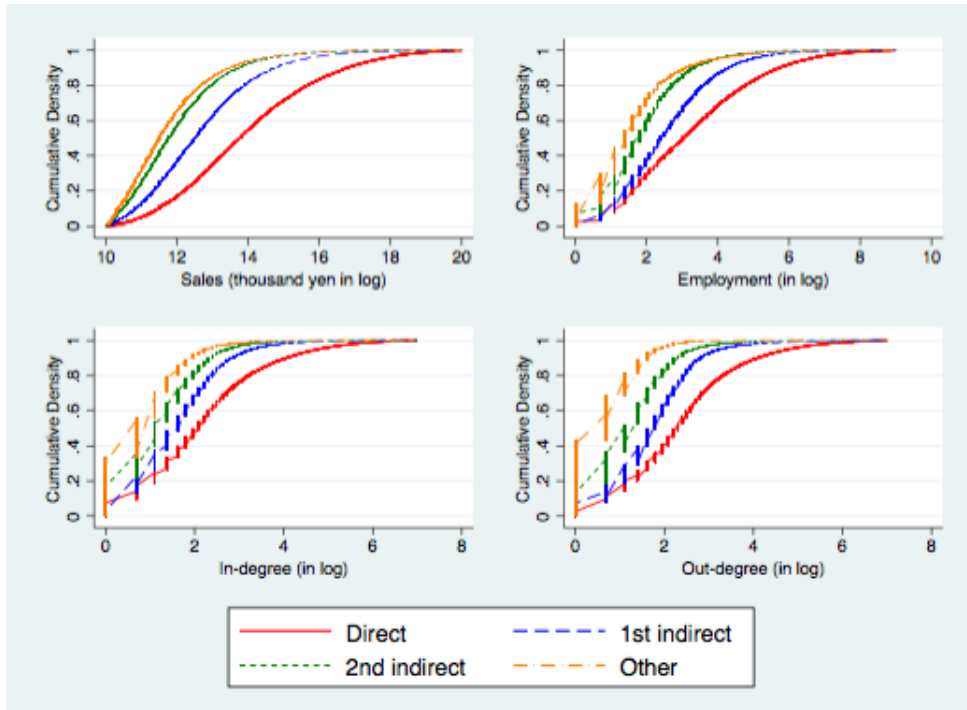 Cumulative Density
0 .2 .4 .6 .8 1
10 12 14 16 18 20
Sales (thousand yen in log)
Cumulative Density
0 .2 .4 .6 .8 1
0 2 4 6 8 10
Employment (in log)
Cumulative Density
0 .2 .4 .6 .8 1
0 2 4 6 8
In-degree (in log)
Cumulative Density
0 .2 .4 .6 .8 1
0 2 4 6 8
Out-degree (in log)
Direct 1st indirect
2nd indirect Other